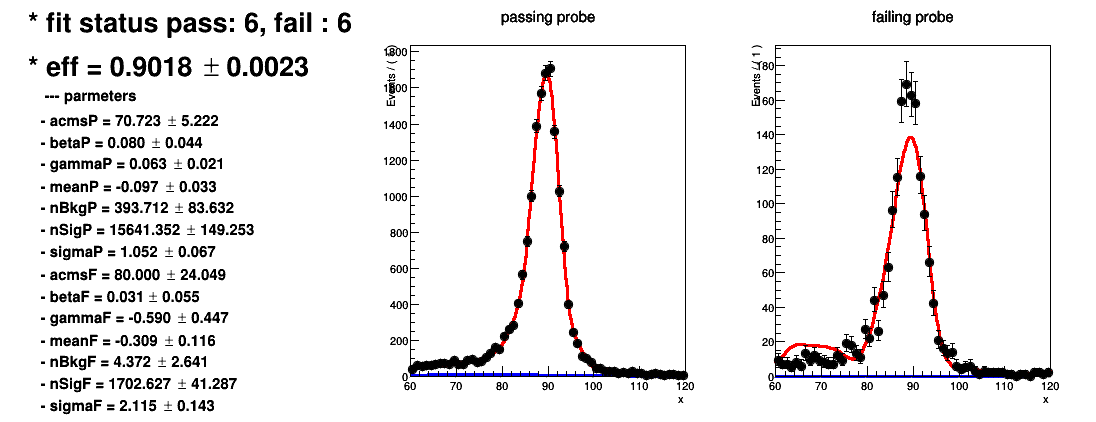 * fit status pass: 6, fail : 6
* eff = 0.9018 ± 0.0023
--- parmeters
- acmsP = 70.723 ± 5.222
- betaP = 0.080 ± 0.044
- gammaP = 0.063 ± 0.021
- meanP = -0.097 ± 0.033
- nBkgP = 393.712 ± 83.632
- nSigP = 15641.352 ± 149.253
- sigmaP = 1.052 ± 0.067
- acmsF = 80.000 ± 24.049
- betaF = 0.031 ± 0.055
- gammaF = -0.590 ± 0.447
- meanF = -0.309 ± 0.116
- nBkgF = 4.372 ± 2.641
- nSigF = 1702.627 ± 41.287
- sigmaF = 2.115 ± 0.143
passing probe
Events / ( 1 )
1800
1600
1400
1200
1000
800
600
400
200
0
60 70 80 90 100 110 120
x
failing probe
Events / ( 1 )
180
160
140
120
100
80
60
40
20
0
60 70 80 90 100 110 120
x